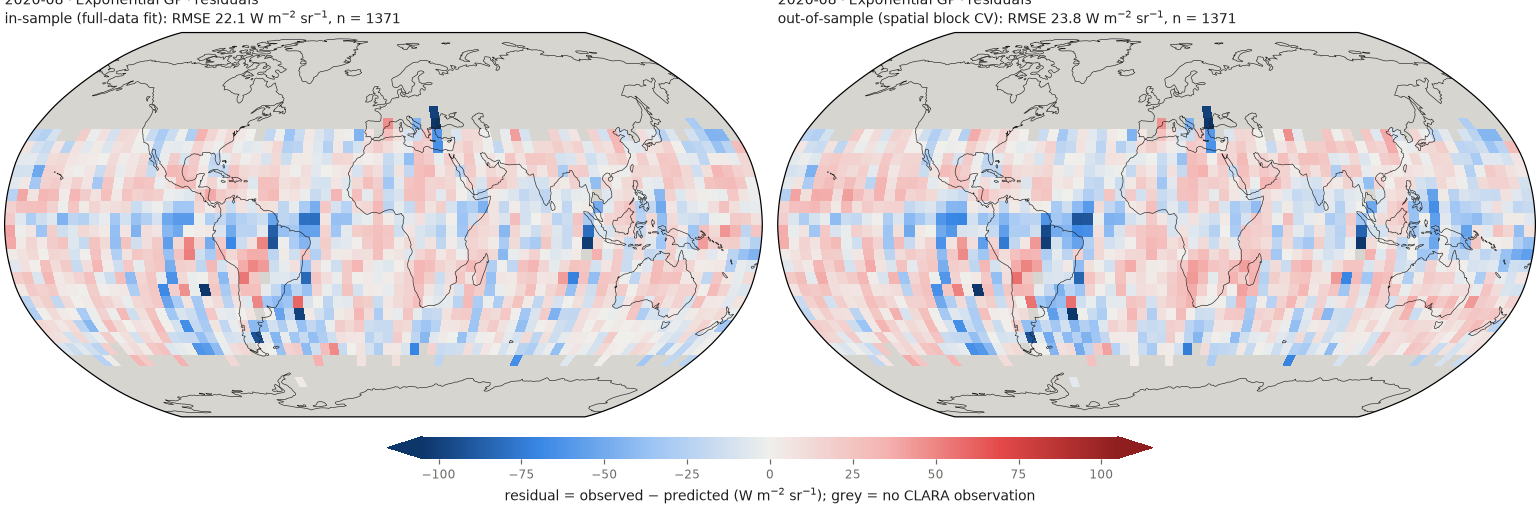 2020-08 · Exponential GP · residuals
in-sample (full-data fit): RMSE 22.1 W m⁻² sr⁻¹, n = 1371
2020-08 · Exponential GP · residuals
out-of-sample (spatial block CV): RMSE 23.8 W m⁻² sr⁻¹, n = 1371
−100 −75 −50 −25 0 25 50 75 100
residual = observed − predicted (W m⁻² sr⁻¹); grey = no CLARA observation